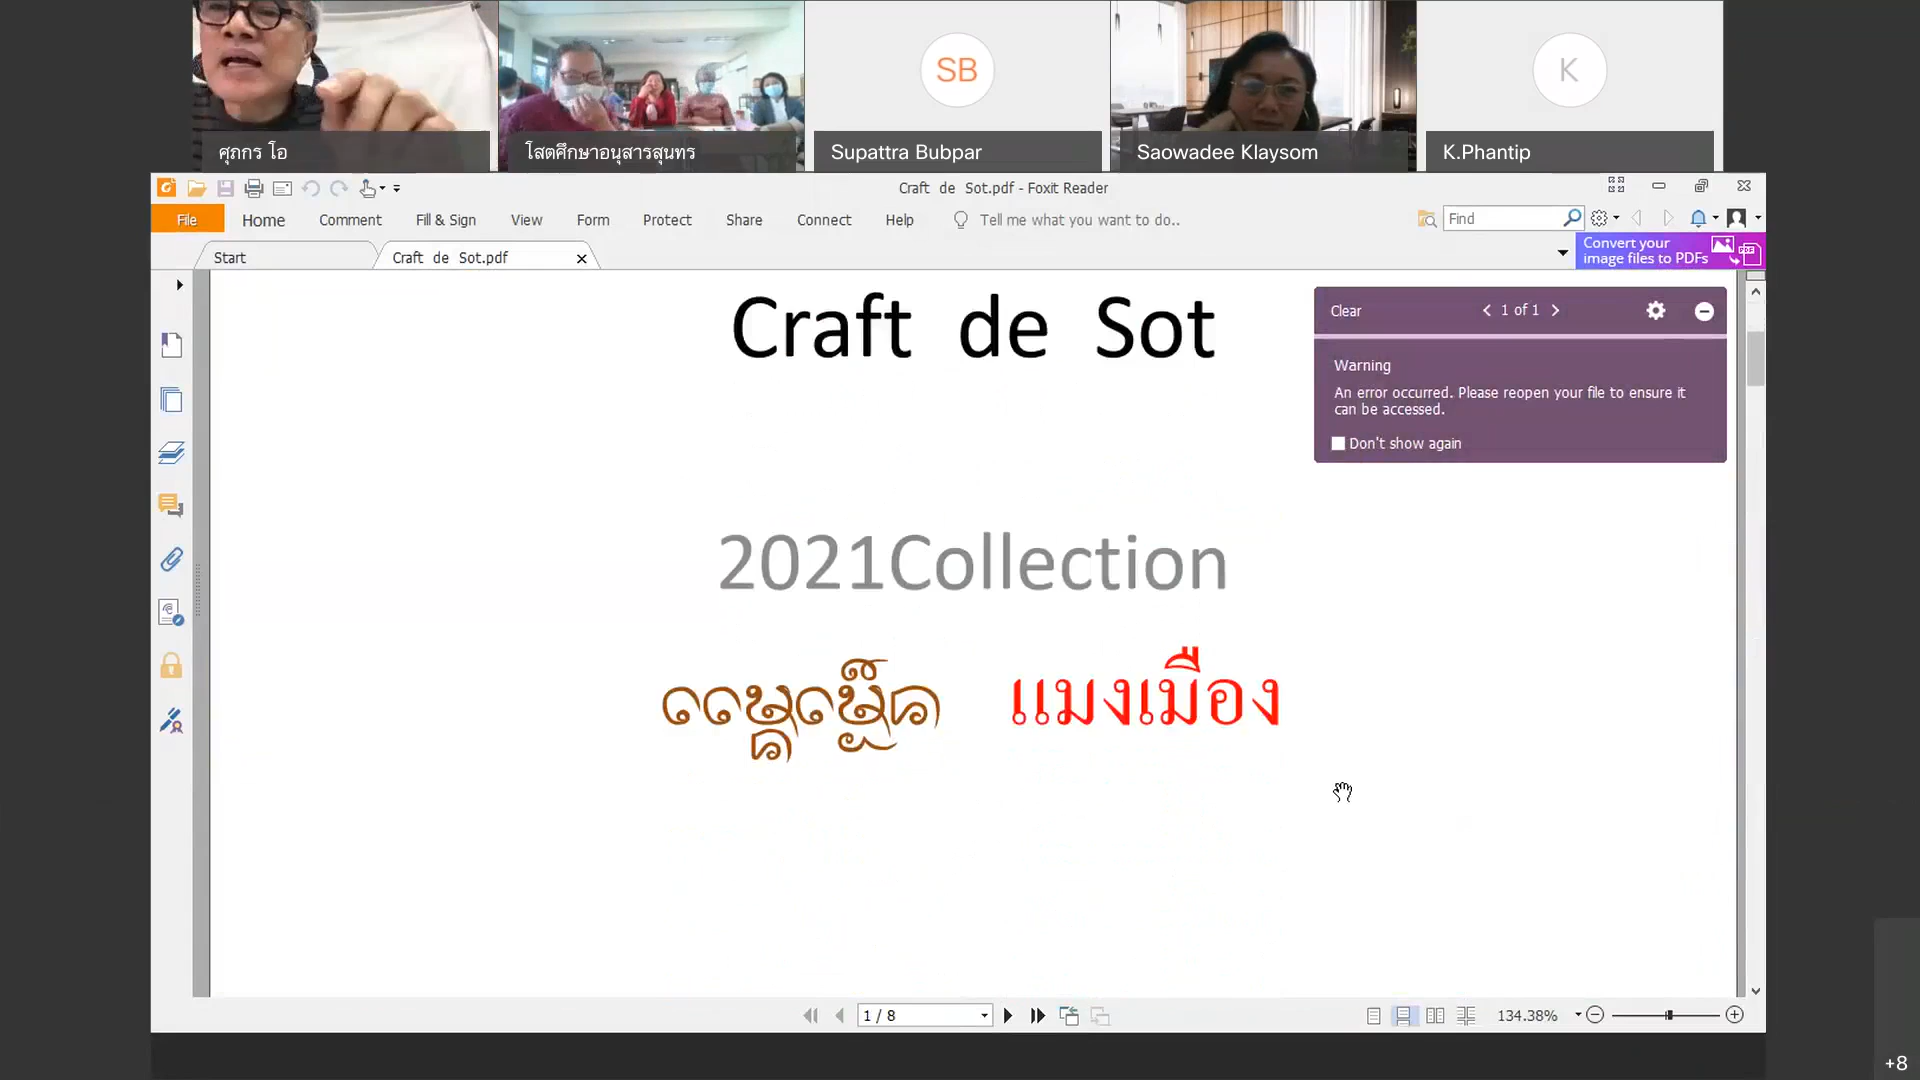 ศุภกร โอ
โสตศึกษาอนุสารสุนทร
SB
Supattra Bubpar
Saowadee Klaysom
K
K.Phantip
Craft de Sot.pdf - Foxit Reader
File Home Comment Fill & Sign View Form Protect Share Connect Help Tell me what you want to do.. Find
Start Craft de Sot.pdf
Convert your
image files to PDFs
Craft de Sot
Clear 1 of 1
Warning
An error occurred. Please reopen your file to ensure it
can be accessed.
Don't show again
2021Collection
แมงเมือง
1 / 8 134.38%
+8